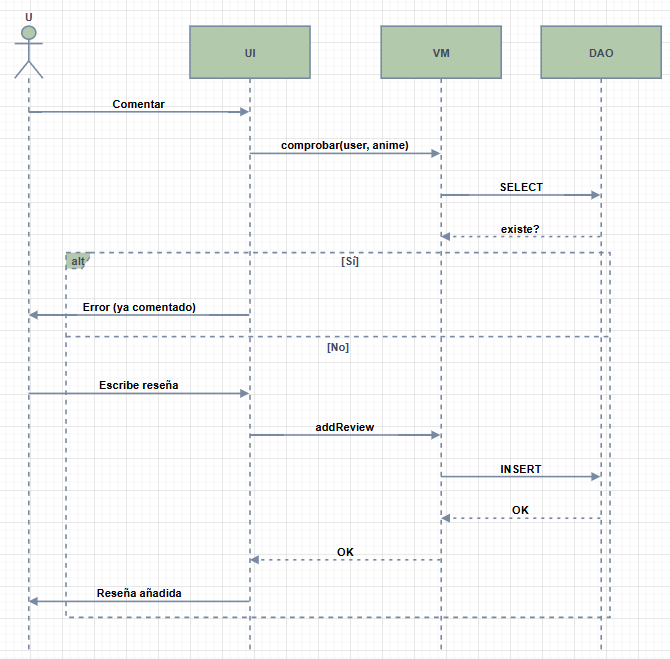 U
UI
VM
DAO
Comentar
comprobar(user, anime)
SELECT
existe?
alt
[Sí]
Error (ya comentado)
[No]
Escribe reseña
addReview
INSERT
OK
OK
Reseña añadida